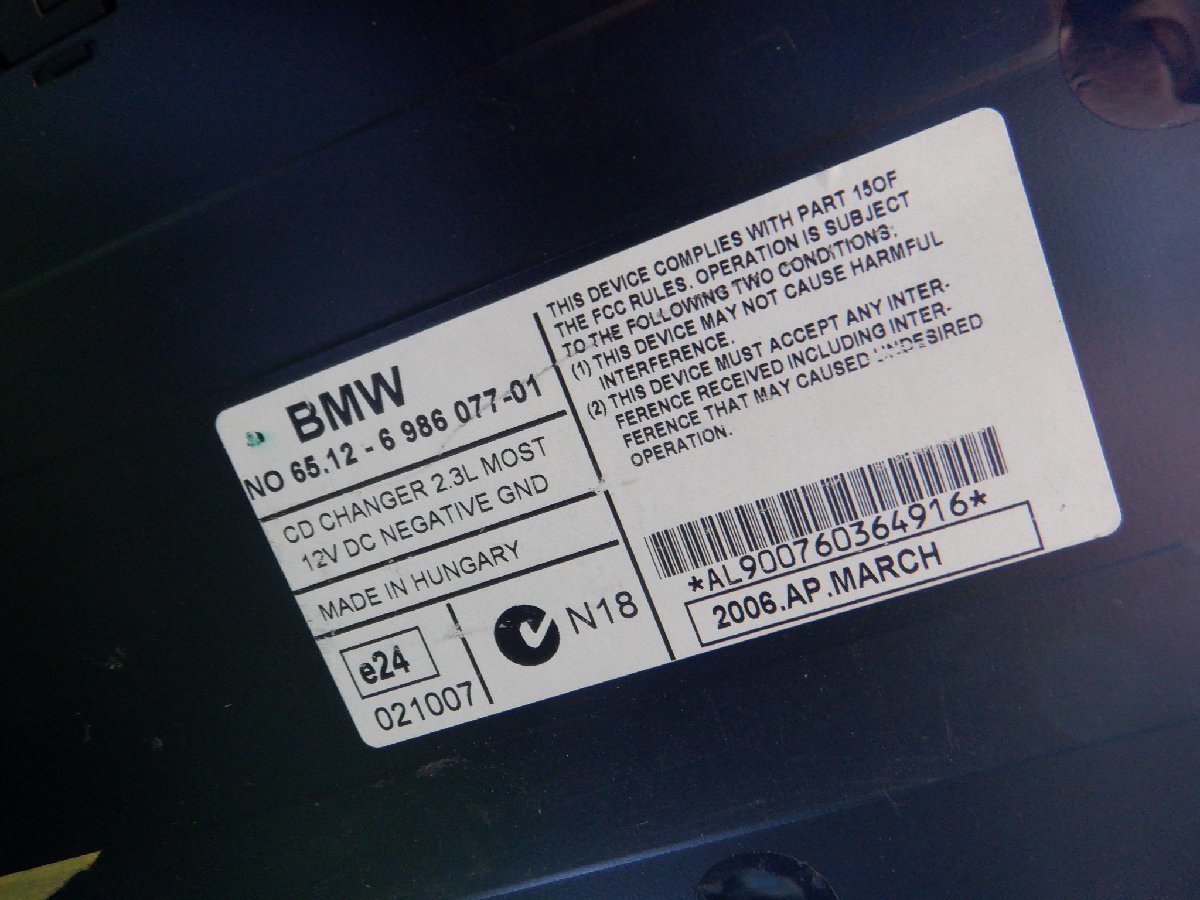 BMW
NO 65.12 - 6 986 077-01
CD CHANGER 2.3L MOST
12V DC NEGATIVE GND
MADE IN HUNGARY
e24
021007
N18
THIS DEVICE COMPLIES WITH PART 15OF
THE FCC RULES. OPERATION IS SUBJECT
TO THE FOLLOWING TWO CONDITIONS:
(1) THIS DEVICE MAY NOT CAUSE HARMFUL
INTERFERENCE.
(2) THIS DEVICE MUST ACCEPT ANY INTER-
FERENCE RECEIVED INCLUDING INTER-
FERENCE THAT MAY CAUSED UNDESIRED
OPERATION.
*AL900760364916*
2006.AP.MARCH